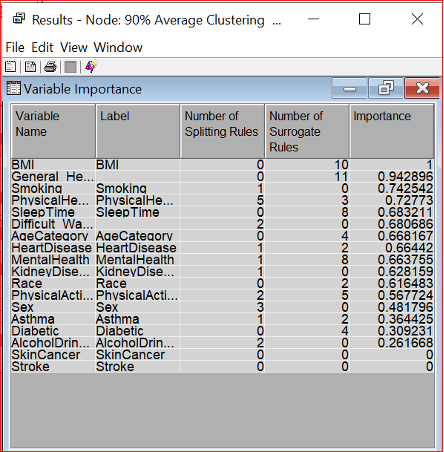 Results - Node: 90% Average Clustering ...
File Edit View Window
Variable Importance
Variable Name Label Number of Splitting Rules Number of Surrogate Rules Importance
BMI BMI 0 10 1
General_He... 0 11 0.942896
Smoking Smoking 1 0 0.742542
PhysicalHe... PhysicalHe... 5 3 0.72773
SleepTime SleepTime 0 8 0.683211
Difficult_Wa... 2 0 0.680686
AgeCategory AgeCategory 0 4 0.668167
HeartDisease HeartDisease 1 2 0.66442
MentalHealth MentalHealth 1 8 0.663755
KidneyDise... KidneyDise... 1 0 0.628159
Race Race 0 2 0.616483
PhysicalActi... PhysicalActi... 2 5 0.567724
Sex Sex 3 0 0.481796
Asthma Asthma 1 2 0.364425
Diabetic Diabetic 0 4 0.309231
AlcoholDrin... AlcoholDrin... 2 0 0.261668
SkinCancer SkinCancer 0 0 0
Stroke Stroke 0 0 0